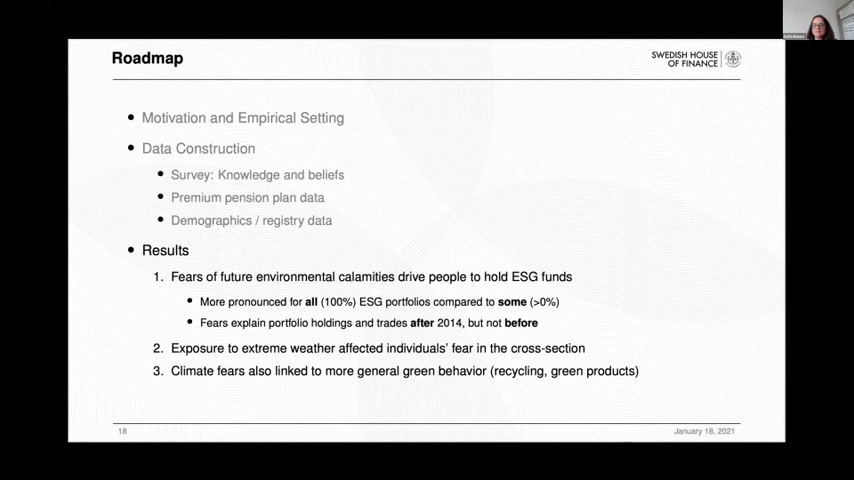 Roadmap
SWEDISH HOUSE
OF FINANCE
Motivation and Empirical Setting
Data Construction
Survey: Knowledge and beliefs
Premium pension plan data
Demographics / registry data
Results
1. Fears of future environmental calamities drive people to hold ESG funds
More pronounced for all (100%) ESG portfolios compared to some (>0%)
Fears explain portfolio holdings and trades after 2014, but not before
2. Exposure to extreme weather affected individuals' fear in the cross-section
3. Climate fears also linked to more general green behavior (recycling, green products)
18
January 18, 2021